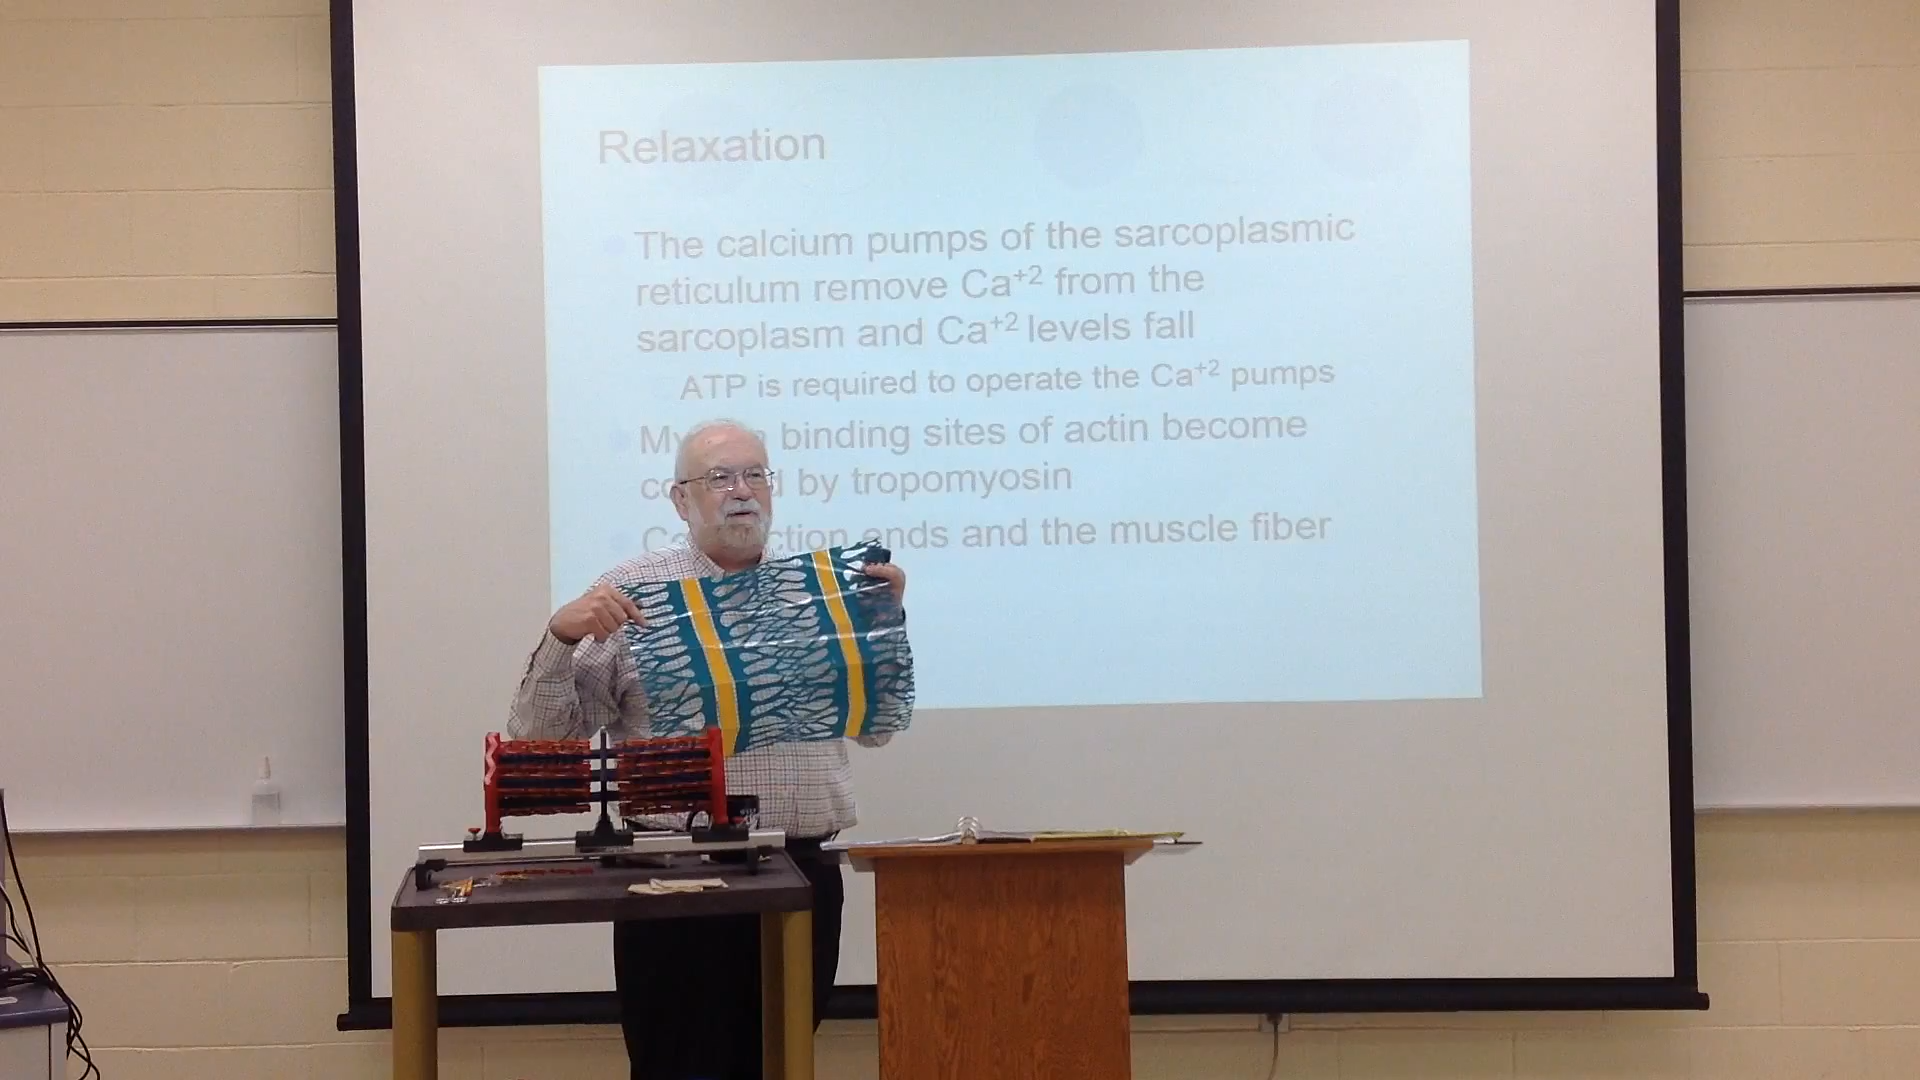 Relaxation
The calcium pumps of the sarcoplasmic
reticulum remove Ca⁺² from the
sarcoplasm and Ca⁺² levels fall
ATP is required to operate the Ca⁺² pumps
binding sites of actin become
by tropomyosin
ends and the muscle fiber